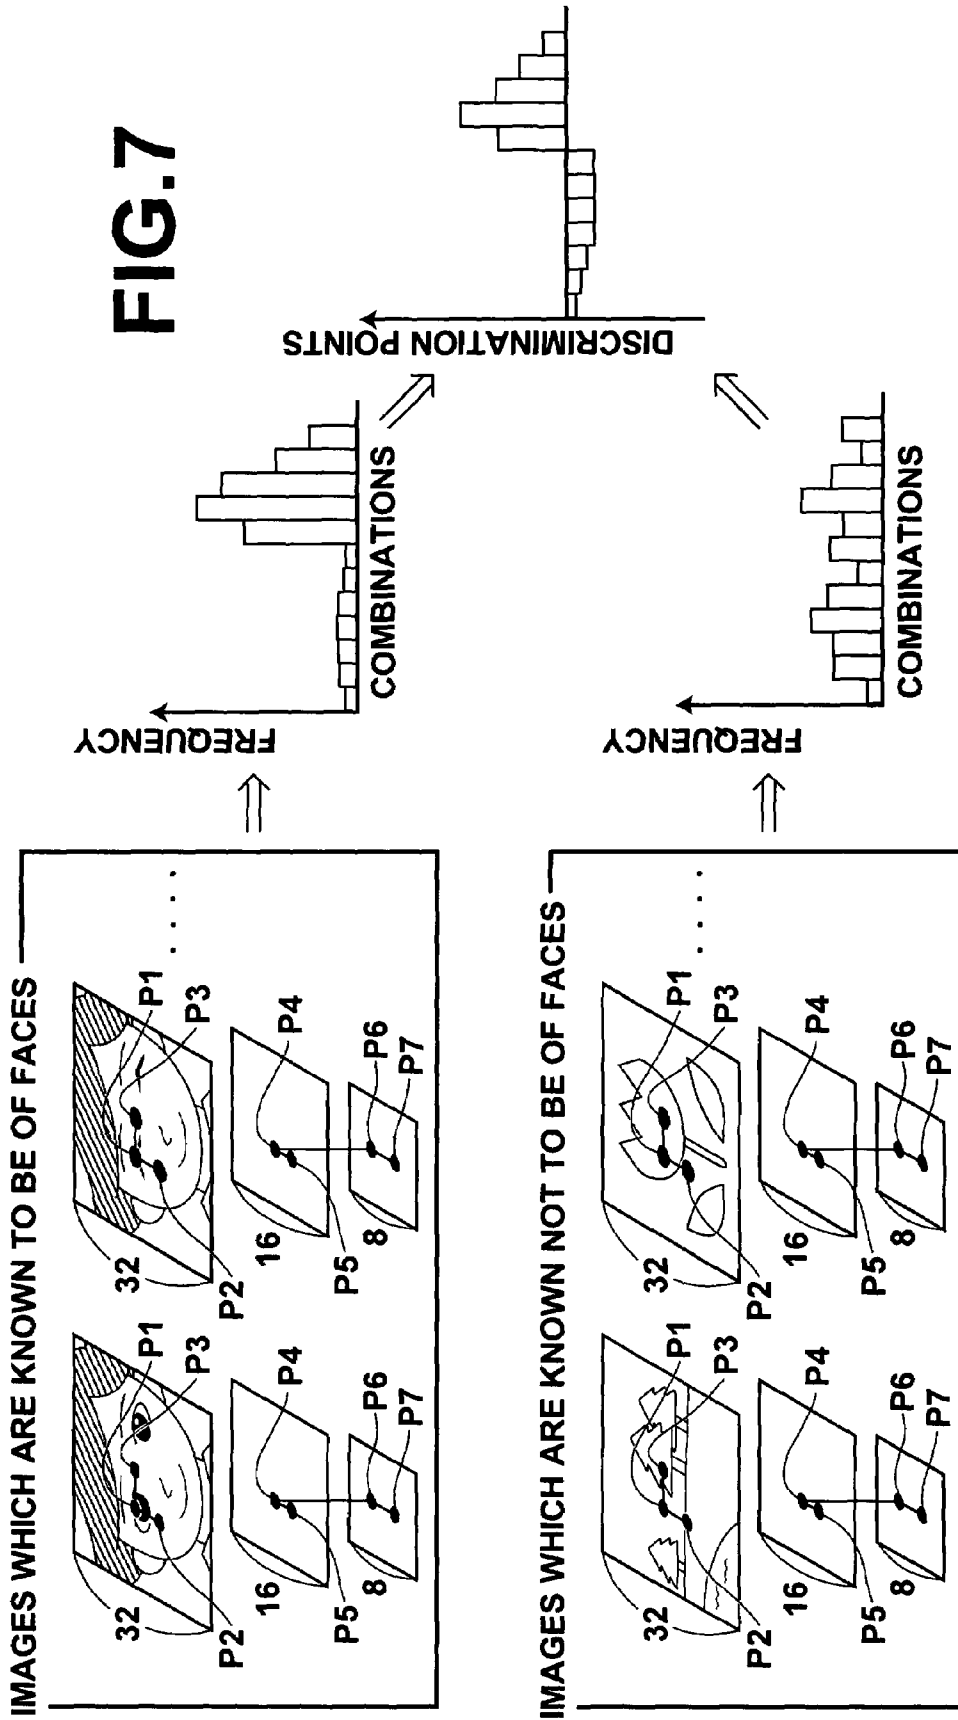 FIG.7
IMAGES WHICH ARE KNOWN TO BE OF FACES
32
P1
P3
P2
16
P4
P5
8
P6
P7
32
P1
P3
P2
16
P4
P5
8
P6
P7
. . . .
FREQUENCY
COMBINATIONS
DISCRIMINATION POINTS
IMAGES WHICH ARE KNOWN NOT TO BE OF FACES
32
P1
P3
P2
16
P4
P5
8
P6
P7
32
P1
P3
P2
16
P4
P5
8
P6
P7
. . . .
FREQUENCY
COMBINATIONS